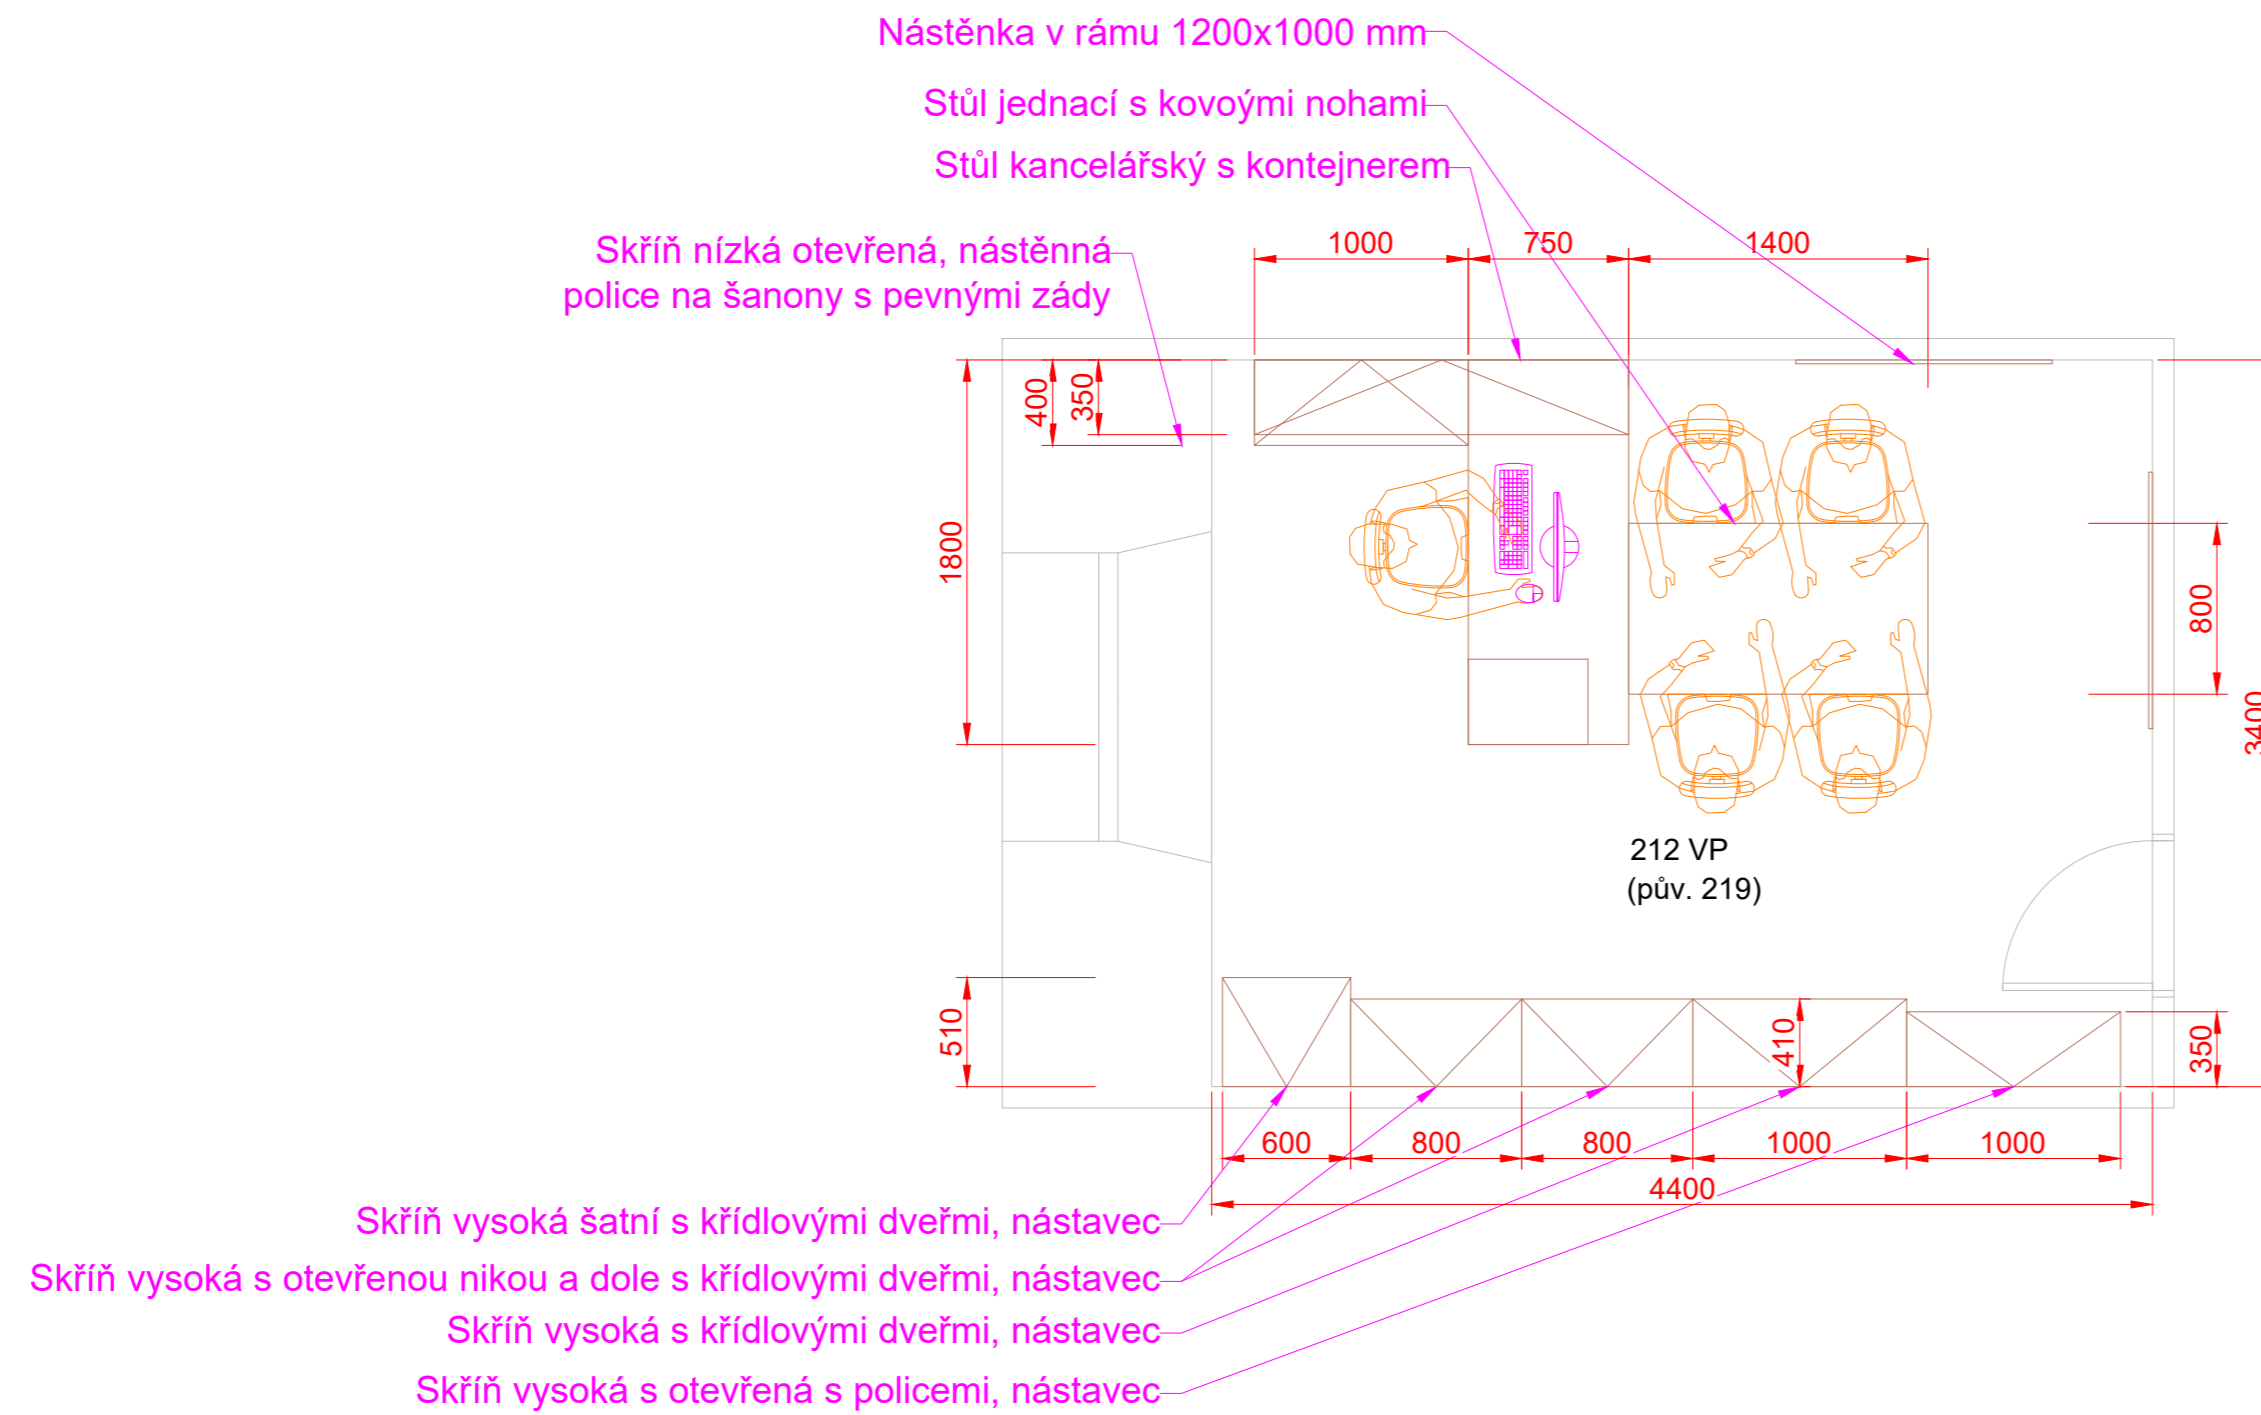 Nástěnka v rámu 1200x1000 mm
Stůl jednací s kovoými nohami
Stůl kancelářský s kontejnerem
Skříň nízká otevřená, nástěnná
police na šanony s pevnými zády
1000
750
1400
400
350
1800
800
3400
212 VP
(pův. 219)
510
410
350
600
800
800
1000
1000
4400
Skříň vysoká šatní s křídlovými dveřmi, nástavec
Skříň vysoká s otevřenou nikou a dole s křídlovými dveřmi, nástavec
Skříň vysoká s křídlovými dveřmi, nástavec
Skříň vysoká s otevřená s policemi, nástavec